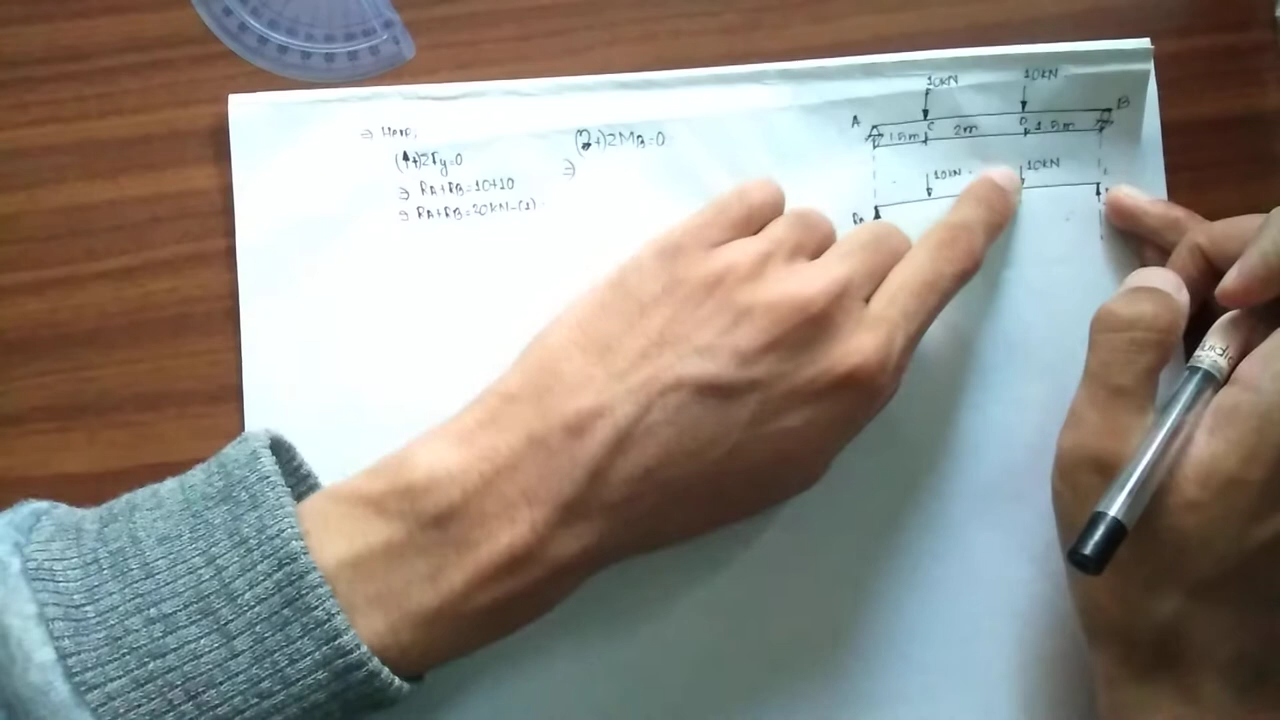 ⇒ Here,
(↑+)ΣFy=0
⇒ RA+RB=10+10
⇒ RA+RB=20KN-(1)
(↻+)ΣMB=0
⇒
10KN 10KN
A B
C D
1.5m 2m 1.5m
10KN 10KN
RA